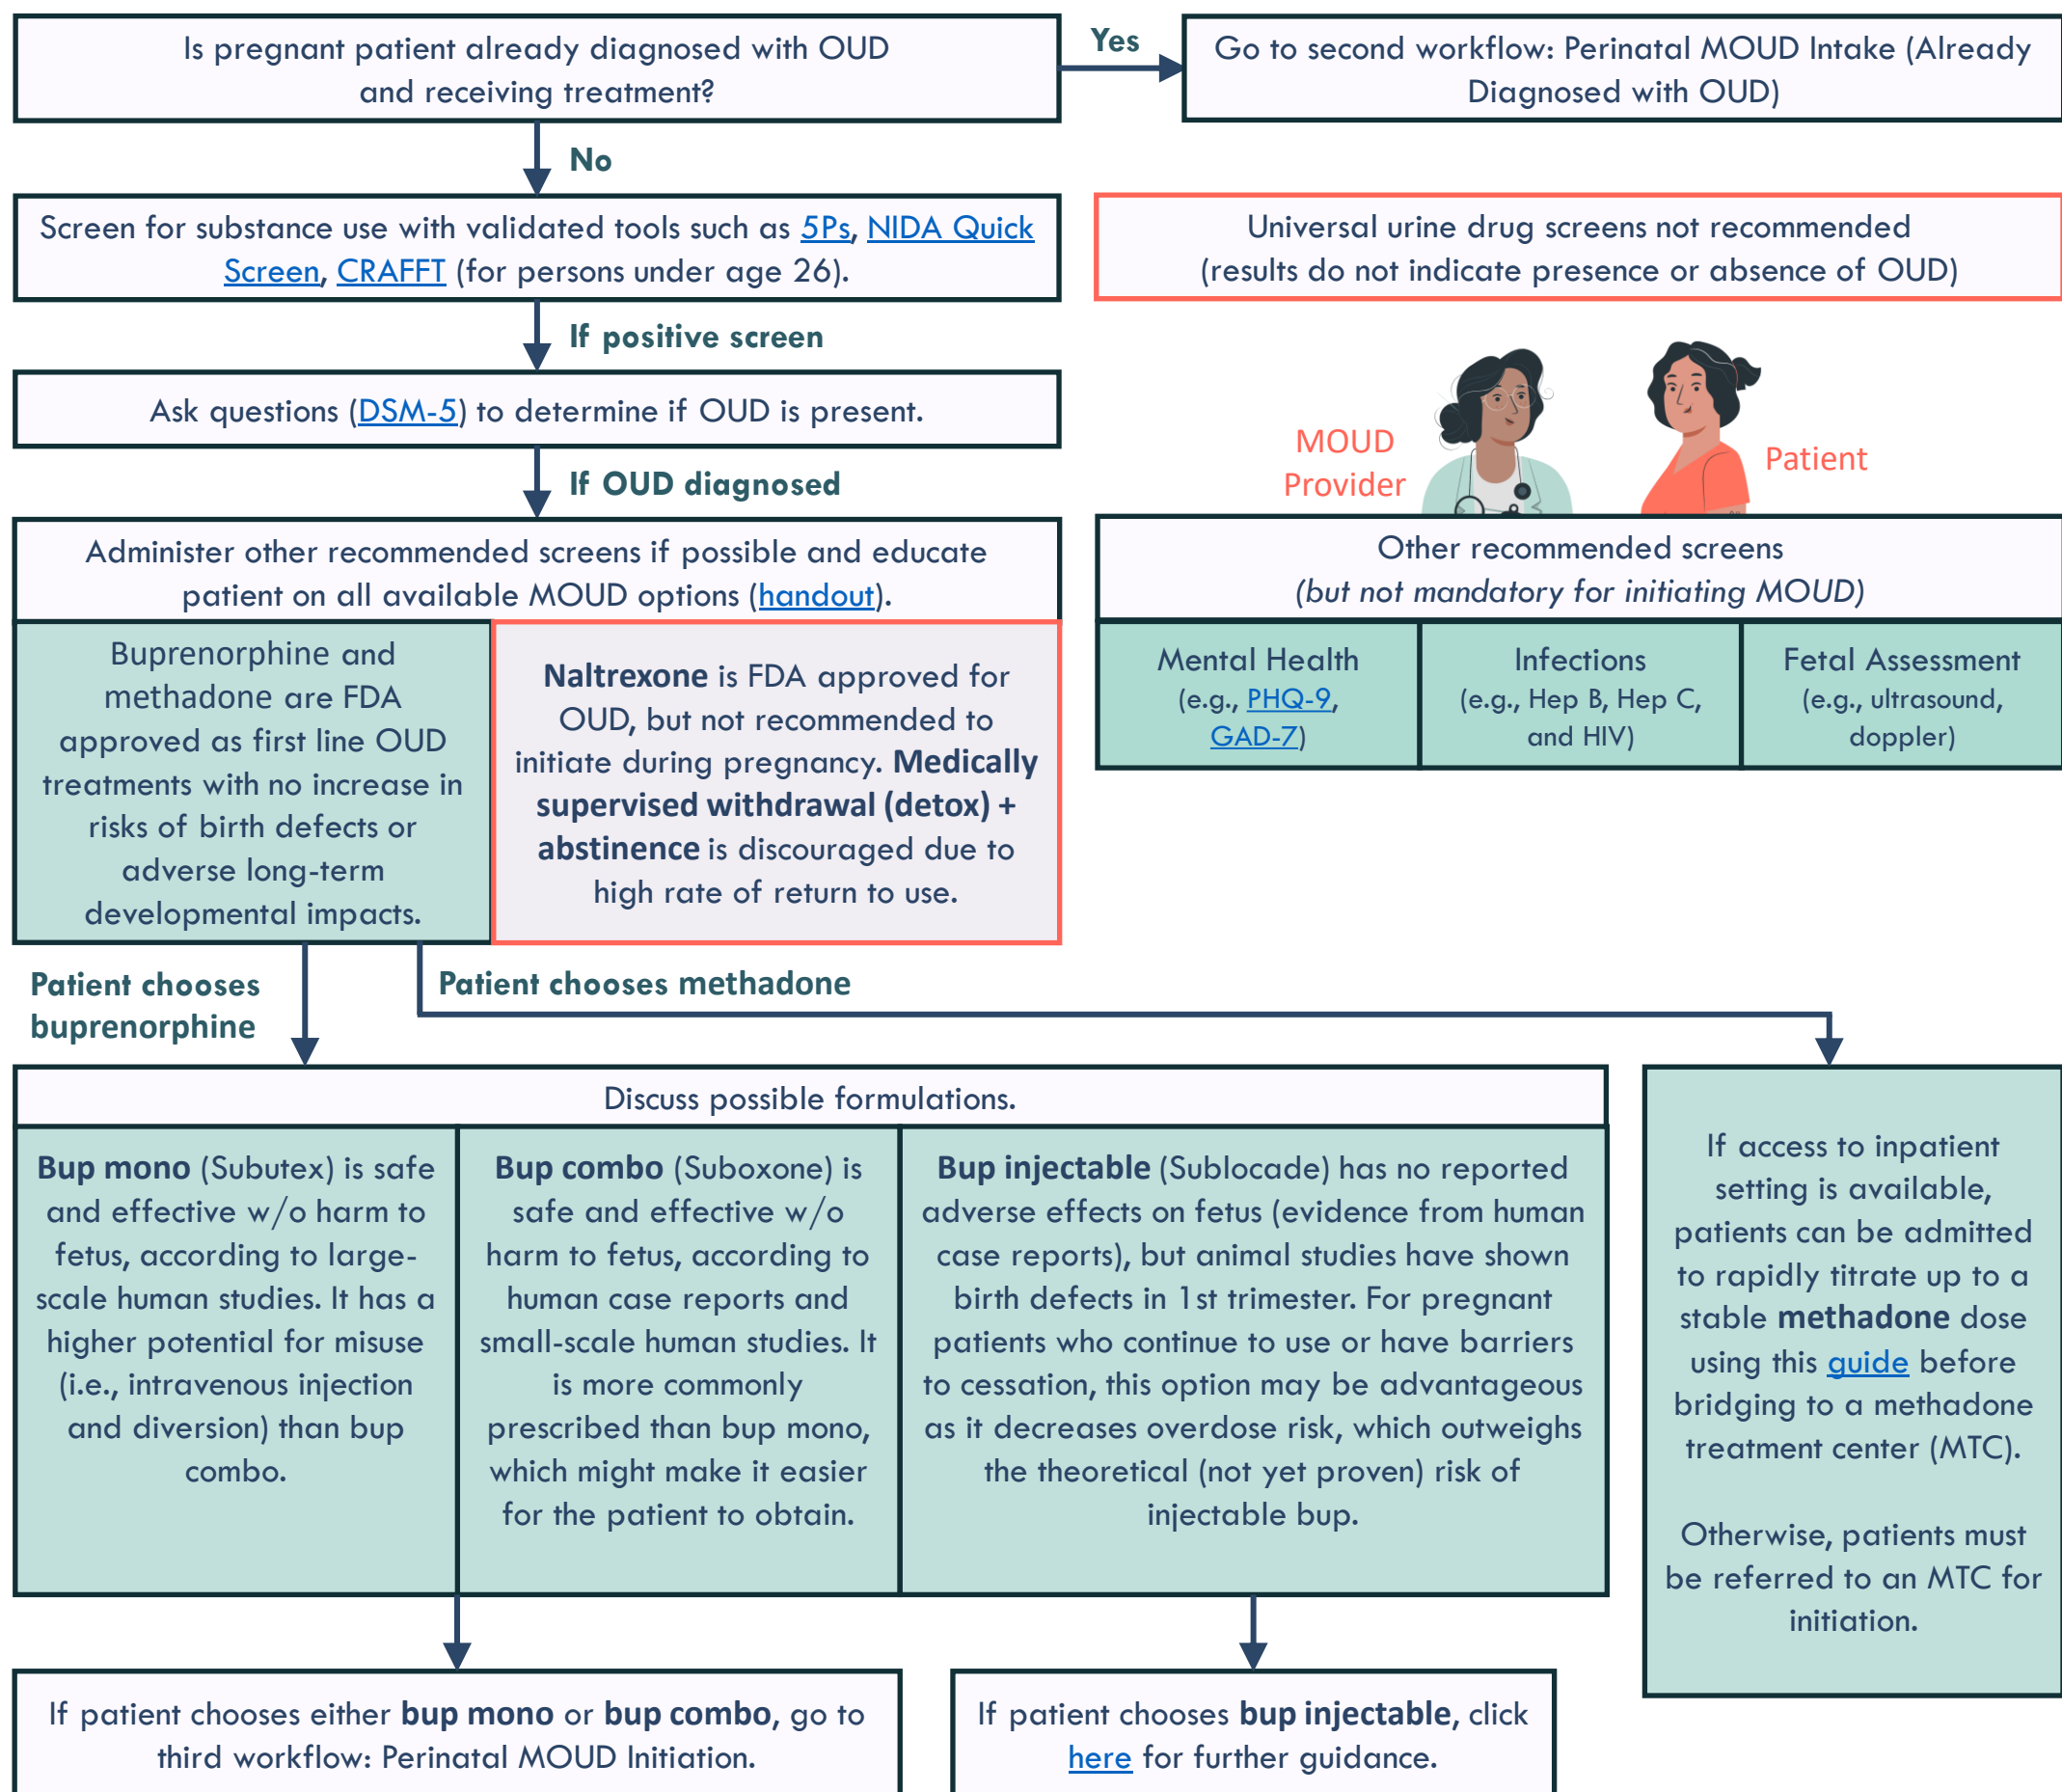 Is pregnant patient already diagnosed with OUD
and receiving treatment?
Yes
Go to second workflow: Perinatal MOUD Intake (Already
Diagnosed with OUD)
No
Screen for substance use with validated tools such as 5Ps, NIDA Quick
Screen, CRAFFT (for persons under age 26).
Universal urine drug screens not recommended
(results do not indicate presence or absence of OUD)
If positive screen
Ask questions (DSM-5) to determine if OUD is present.
MOUD
Provider
Patient
If OUD diagnosed
Administer other recommended screens if possible and educate
patient on all available MOUD options (handout).
Other recommended screens
(but not mandatory for initiating MOUD)
Mental Health
(e.g., PHQ-9,
GAD-7)
Infections
(e.g., Hep B, Hep C,
and HIV)
Fetal Assessment
(e.g., ultrasound,
doppler)
Buprenorphine and
methadone are FDA
approved as first line OUD
treatments with no increase in
risks of birth defects or
adverse long-term
developmental impacts.
Naltrexone is FDA approved for
OUD, but not recommended to
initiate during pregnancy. Medically
supervised withdrawal (detox) +
abstinence is discouraged due to
high rate of return to use.
Patient chooses
buprenorphine
Patient chooses methadone
Discuss possible formulations.
Bup mono (Subutex) is safe
and effective w/o harm to
fetus, according to large-
scale human studies. It has a
higher potential for misuse
(i.e., intravenous injection
and diversion) than bup
combo.
Bup combo (Suboxone) is
safe and effective w/o
harm to fetus, according to
human case reports and
small-scale human studies. It
is more commonly
prescribed than bup mono,
which might make it easier
for the patient to obtain.
Bup injectable (Sublocade) has no reported
adverse effects on fetus (evidence from human
case reports), but animal studies have shown
birth defects in 1st trimester. For pregnant
patients who continue to use or have barriers
to cessation, this option may be advantageous
as it decreases overdose risk, which outweighs
the theoretical (not yet proven) risk of
injectable bup.
If access to inpatient
setting is available,
patients can be admitted
to rapidly titrate up to a
stable methadone dose
using this guide before
bridging to a methadone
treatment center (MTC).
Otherwise, patients must
be referred to an MTC for
initiation.
If patient chooses either bup mono or bup combo, go to
third workflow: Perinatal MOUD Initiation.
If patient chooses bup injectable, click
here for further guidance.